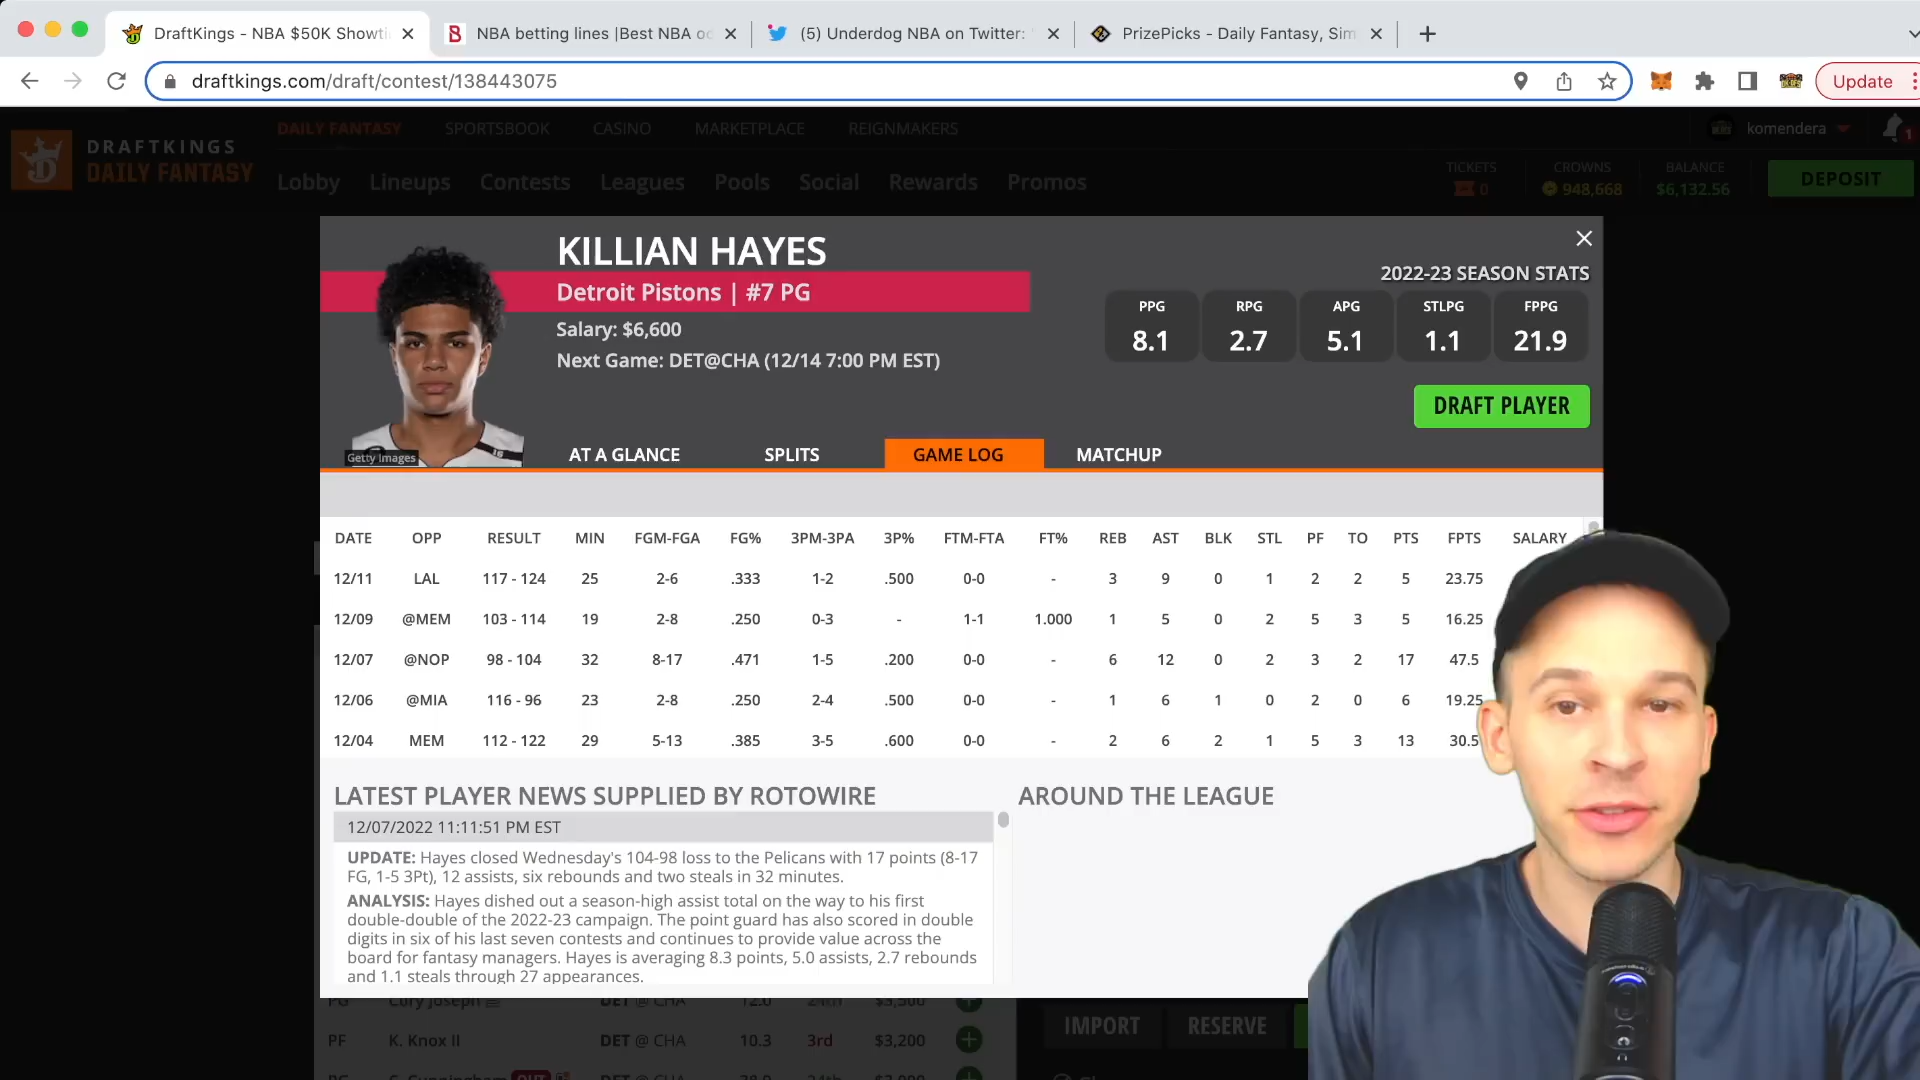 DraftKings - NBA $50K Showti
NBA betting lines |Best NBA o
(5) Underdog NBA on Twitter:
PrizePicks - Daily Fantasy, Sim
draftkings.com/draft/contest/138443075
Update
DRAFTKINGS
DAILY FANTASY
DAILY FANTASY SPORTSBOOK CASINO MARKETPLACE REIGNMAKERS
komendera
1
Lobby Lineups Contests Leagues Pools Social Rewards Promos
TICKETS 0
CROWNS 948,668
BALANCE $6,132.56
DEPOSIT
KILLIAN HAYES
Detroit Pistons | #7 PG
Salary: $6,600
Next Game: DET@CHA (12/14 7:00 PM EST)
2022-23 SEASON STATS
PPG RPG APG STLPG FPPG
8.1 2.7 5.1 1.1 21.9
DRAFT PLAYER
Getty Images
AT A GLANCE SPLITS GAME LOG MATCHUP
DATE OPP RESULT MIN FGM-FGA FG% 3PM-3PA 3P% FTM-FTA FT% REB AST BLK STL PF TO PTS FPTS SALARY
12/11 LAL 117 - 124 25 2-6 .333 1-2 .500 0-0 - 3 9 0 1 2 2 5 23.75
12/09 @MEM 103 - 114 19 2-8 .250 0-3 - 1-1 1.000 1 5 0 2 5 3 5 16.25
12/07 @NOP 98 - 104 32 8-17 .471 1-5 .200 0-0 - 6 12 0 2 3 2 17 47.5
12/06 @MIA 116 - 96 23 2-8 .250 2-4 .500 0-0 - 1 6 1 0 2 0 6 19.25
12/04 MEM 112 - 122 29 5-13 .385 3-5 .600 0-0 - 2 6 2 1 5 3 13 30.5
LATEST PLAYER NEWS SUPPLIED BY ROTOWIRE
12/07/2022 11:11:51 PM EST
UPDATE: Hayes closed Wednesday's 104-98 loss to the Pelicans with 17 points (8-17
FG, 1-5 3Pt), 12 assists, six rebounds and two steals in 32 minutes.
ANALYSIS: Hayes dished out a season-high assist total on the way to his first
double-double of the 2022-23 campaign. The point guard has also scored in double
digits in six of his last seven contests and continues to provide value across the
board for fantasy managers. Hayes is averaging 8.3 points, 5.0 assists, 2.7 rebounds
and 1.1 steals through 27 appearances.
AROUND THE LEAGUE
PG Cory Joseph DET @ CHA 12.0 24th $3,500
PF K. Knox II DET @ CHA 10.3 3rd $3,200
IMPORT RESERVE